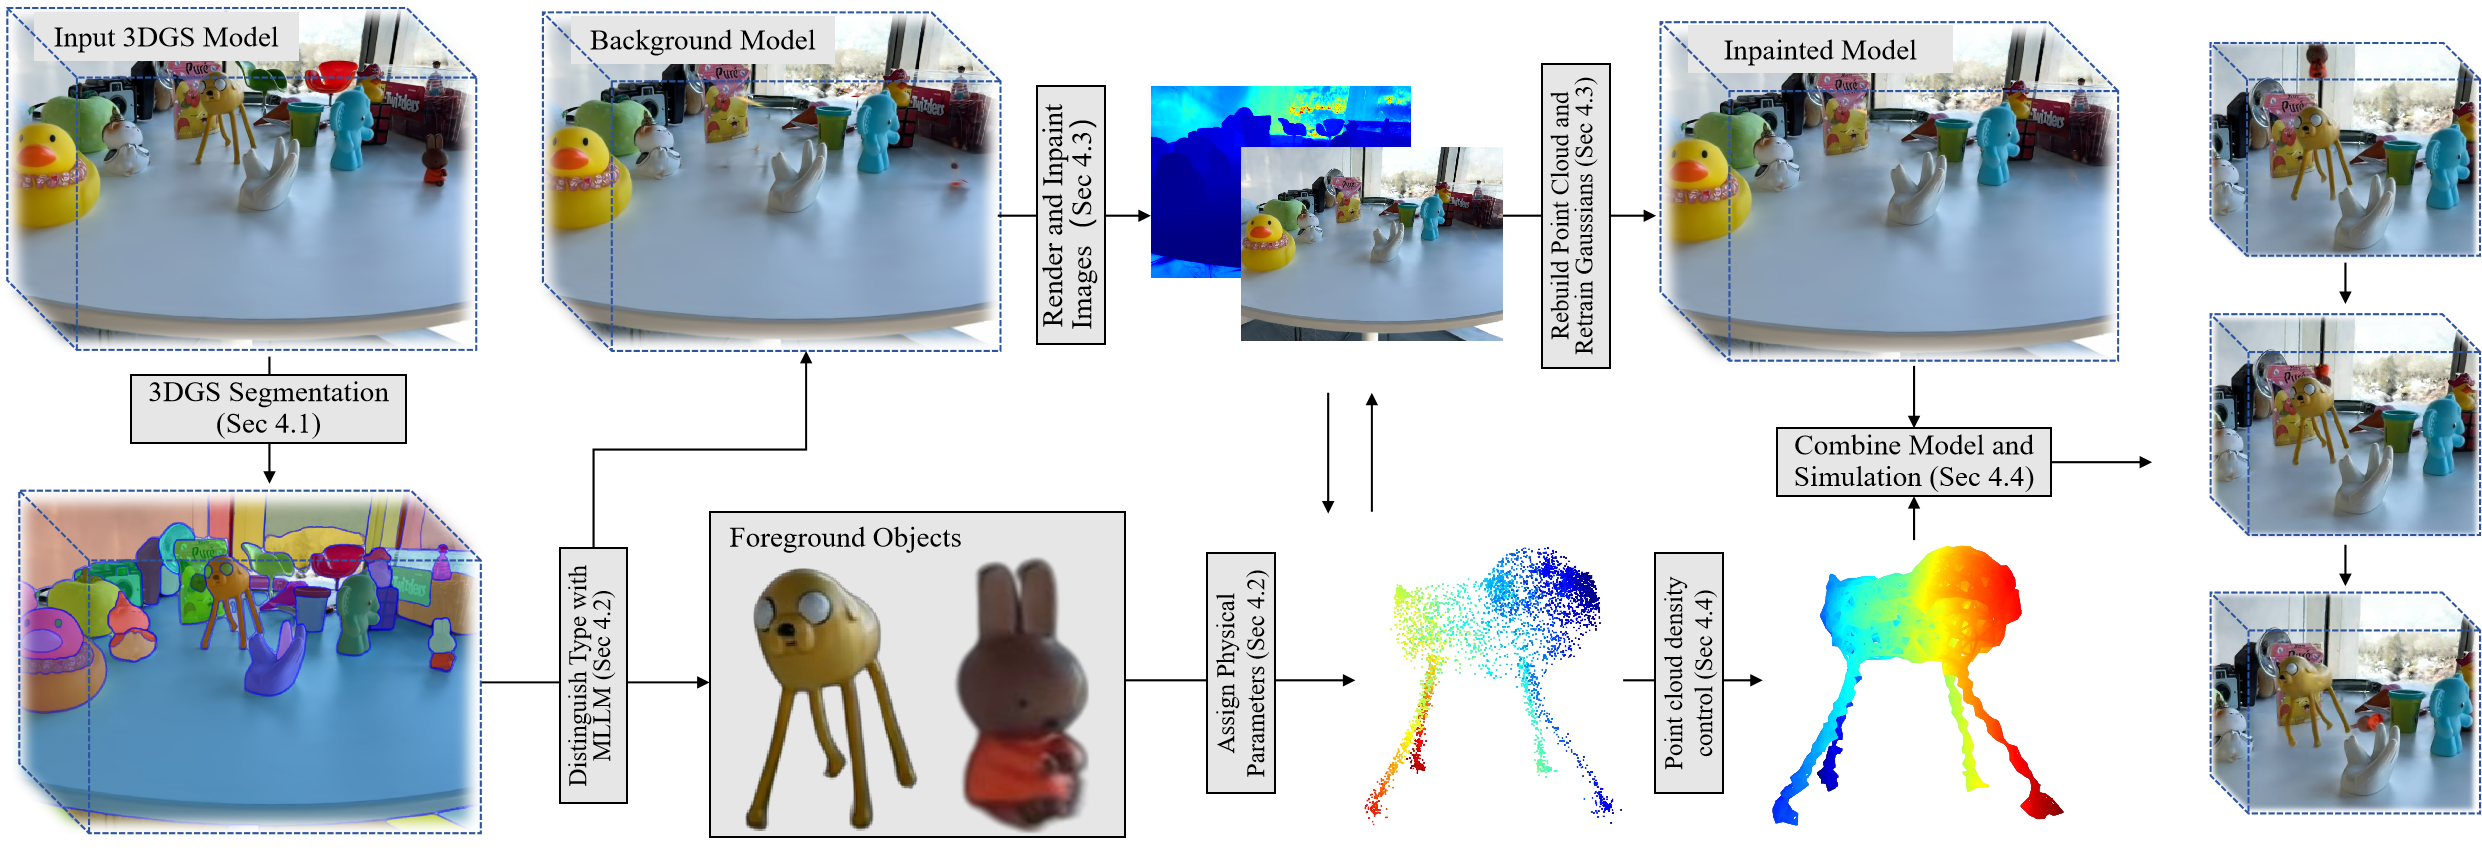 Input 3DGS Model
Background Model
Inpainted Model
Puré
Twizzlers
Render and Inpaint
Images (Sec 4.3)
Rebuild Point Cloud and
Retrain Gaussians (Sec 4.3)
3DGS Segmentation
(Sec 4.1)
Combine Model and
Simulation (Sec 4.4)
Distinguish Type with
MLLM (Sec 4.2)
Foreground Objects
Assign Physical
Parameters (Sec 4.2)
Point cloud density
control (Sec 4.4)